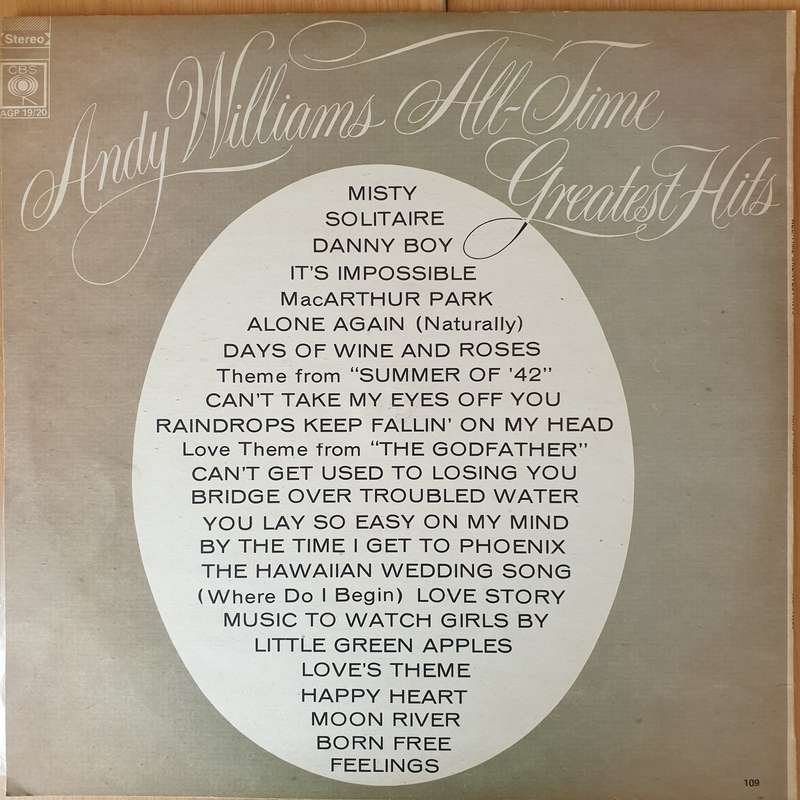 Stereo
CBS
AGP 19/20
Andy Williams All-Time
Greatest Hits
MISTY
SOLITAIRE
DANNY BOY
IT'S IMPOSSIBLE
MacARTHUR PARK
ALONE AGAIN (Naturally)
DAYS OF WINE AND ROSES
Theme from "SUMMER OF '42"
CAN'T TAKE MY EYES OFF YOU
RAINDROPS KEEP FALLIN' ON MY HEAD
Love Theme from "THE GODFATHER"
CAN'T GET USED TO LOSING YOU
BRIDGE OVER TROUBLED WATER
YOU LAY SO EASY ON MY MIND
BY THE TIME I GET TO PHOENIX
THE HAWAIIAN WEDDING SONG
(Where Do I Begin) LOVE STORY
MUSIC TO WATCH GIRLS BY
LITTLE GREEN APPLES
LOVE'S THEME
HAPPY HEART
MOON RIVER
BORN FREE
FEELINGS
109